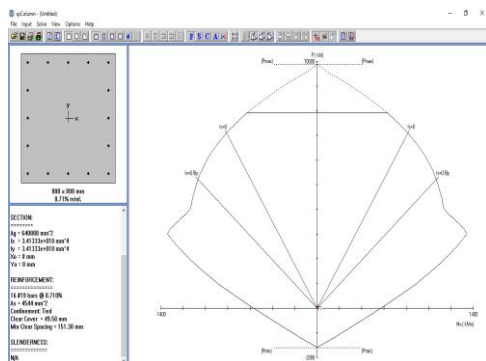 spColumn - (Untitled)
File Input Solve View Options Help
P ( kN)
(Pmax)
10000
(Pmax)
fs=0
fs=0
fs=0.5fy
fs=0.5fy
y
x
800 x 800 mm
0.71% reinf.
SECTION:
Ag = 640000 mm^2
Ix = 3.41333e+010 mm^4
Iy = 3.41333e+010 mm^4
Xo = 0 mm
Yo = 0 mm
REINFORCEMENT:
16 #19 bars @ 0.710%
As = 4544 mm^2
Confinement: Tied
Clear Cover = 49.50 mm
Min Clear Spacing = 151.30 mm
SLENDERNESS:
N/A
-1400
1400
Mx ( kNm)
(Pmin)
-2000
(Pmin)